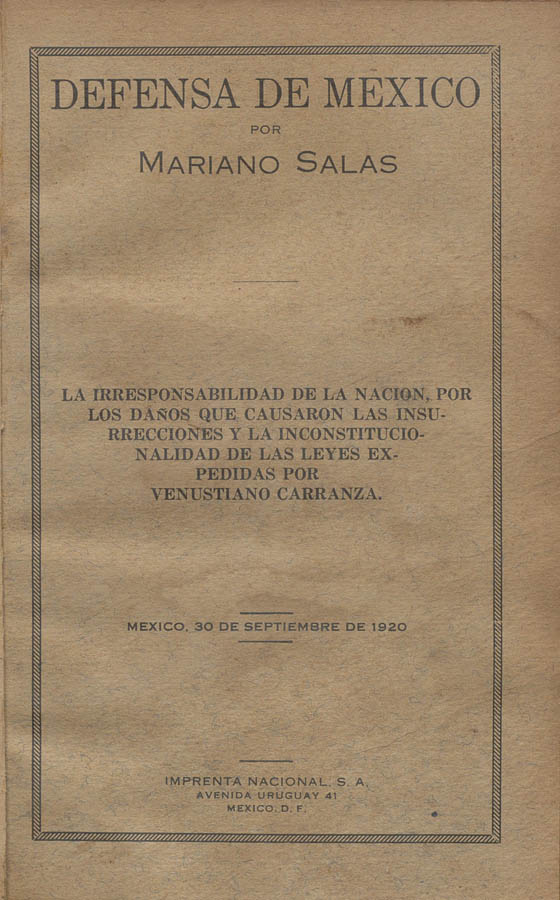 DEFENSA DE MEXICO
POR
MARIANO SALAS
LA IRRESPONSABILIDAD DE LA NACION, POR
LOS DAÑOS QUE CAUSARON LAS INSU-
RRECCIONES Y LA INCONSTITUCIO-
NALIDAD DE LAS LEYES EX-
PEDIDAS POR
VENUSTIANO CARRANZA.
MEXICO, 30 DE SEPTIEMBRE DE 1920
IMPRENTA NACIONAL, S. A.
AVENIDA URUGUAY 41
MEXICO, D. F.